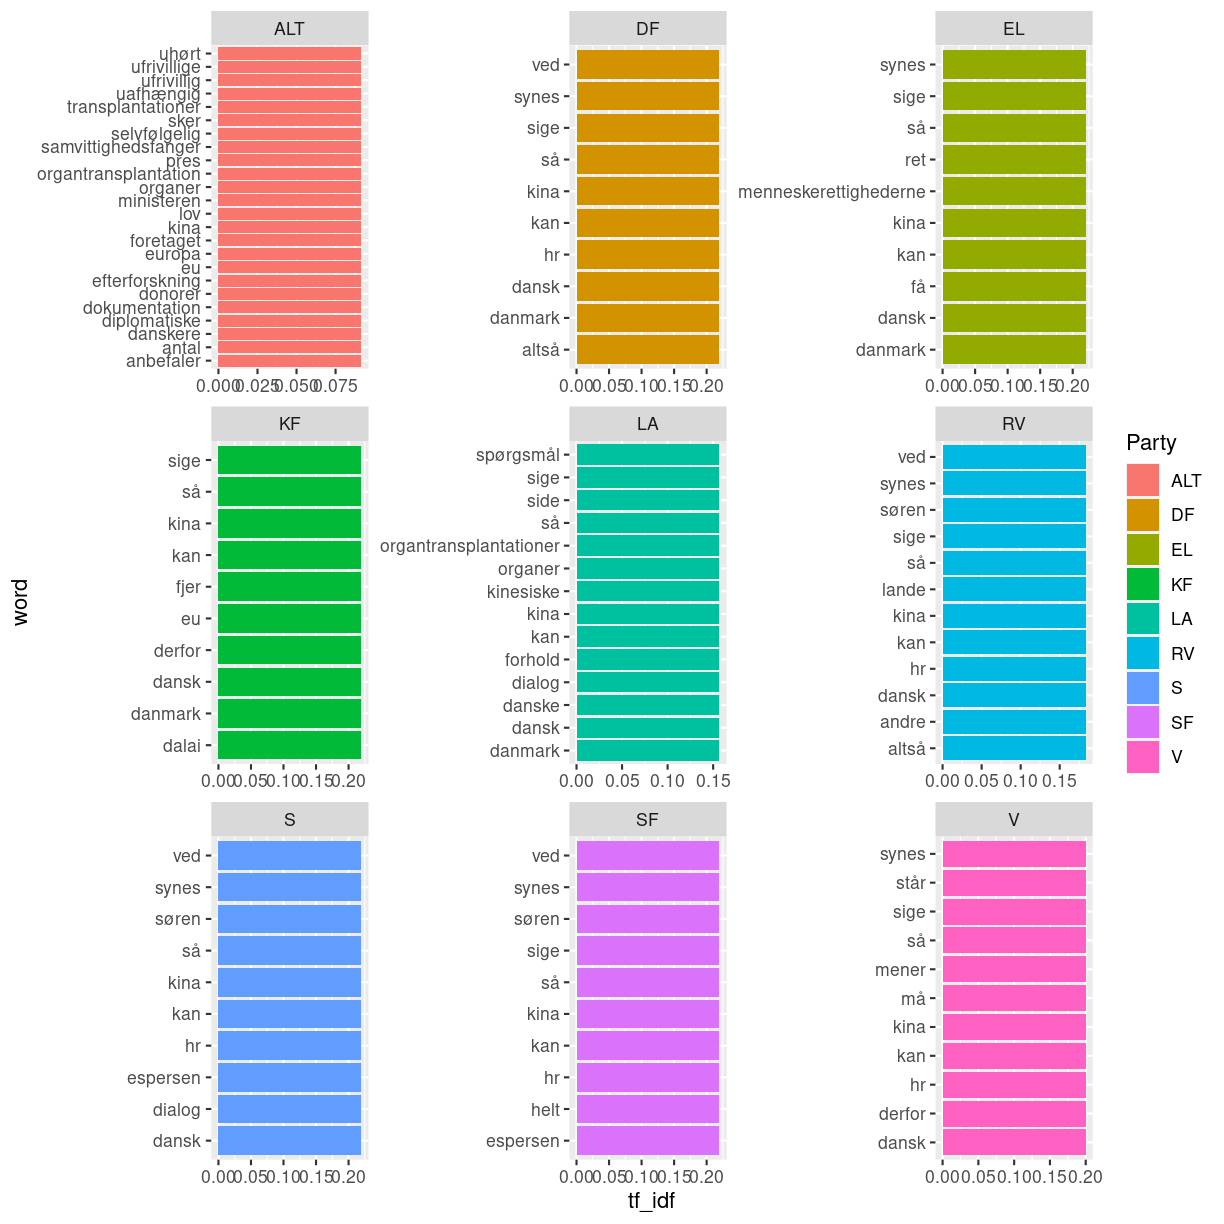 ALT
uhørt
ufrivillige
ufrivillig
uafhængig
transplantationer
sker
selvfølgelig
samvittighedsfanger
pres
organtransplantation
organer
ministeren
lov
kina
foretaget
europa
eu
efterforskning
donorer
dokumentation
diplomatiske
danskere
antal
anbefaler
0.000 0.025 0.050 0.075
DF
ved
synes
sige
så
kina
kan
hr
dansk
danmark
altså
0.00 0.05 0.10 0.15 0.20
EL
synes
sige
så
ret
menneskerettighederne
kina
kan
få
dansk
danmark
0.00 0.05 0.10 0.15 0.20
KF
sige
så
kina
kan
fjer
eu
derfor
dansk
danmark
dalai
0.00 0.05 0.10 0.15 0.20
LA
spørgsmål
sige
side
så
organtransplantationer
organer
kinesiske
kina
kan
forhold
dialog
danske
dansk
danmark
0.00 0.05 0.10 0.15
RV
ved
synes
søren
sige
så
lande
kina
kan
hr
dansk
andre
altså
0.00 0.05 0.10 0.15
S
ved
synes
søren
så
kina
kan
hr
espersen
dialog
dansk
0.00 0.05 0.10 0.15 0.20
SF
ved
synes
søren
sige
så
kina
kan
hr
helt
espersen
0.00 0.05 0.10 0.15 0.20
V
synes
står
sige
så
mener
må
kina
kan
hr
derfor
dansk
0.00 0.05 0.10 0.15 0.20
word
tf_idf
Party
ALT
DF
EL
KF
LA
RV
S
SF
V